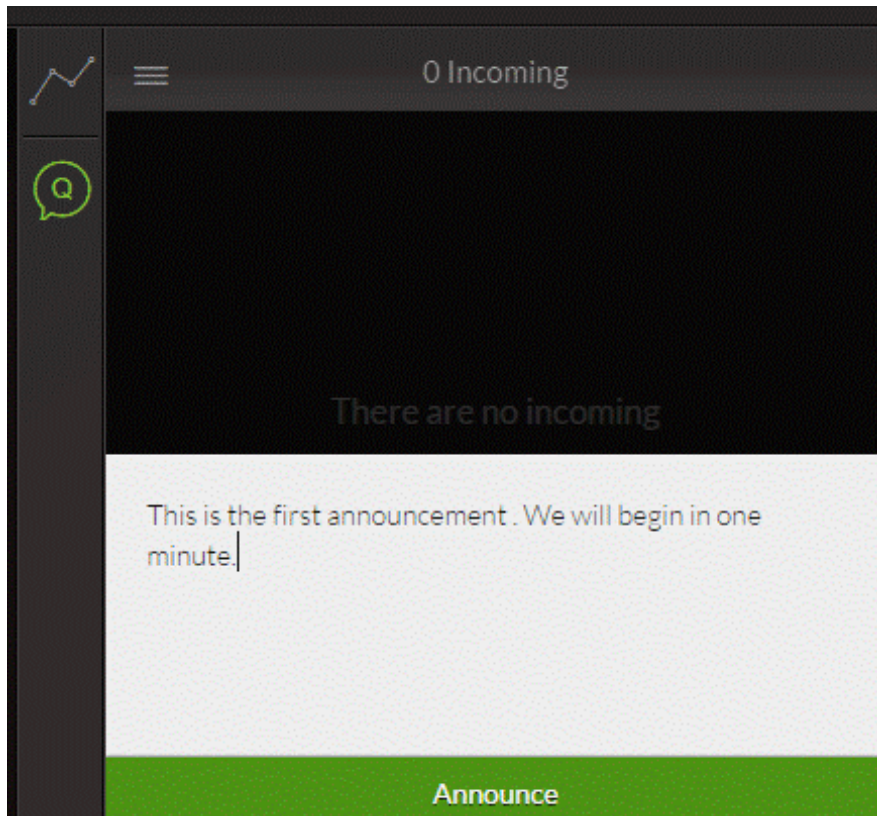 0 Incoming
Q
There are no incoming
This is the first announcement . We will begin in one
minute.
Announce